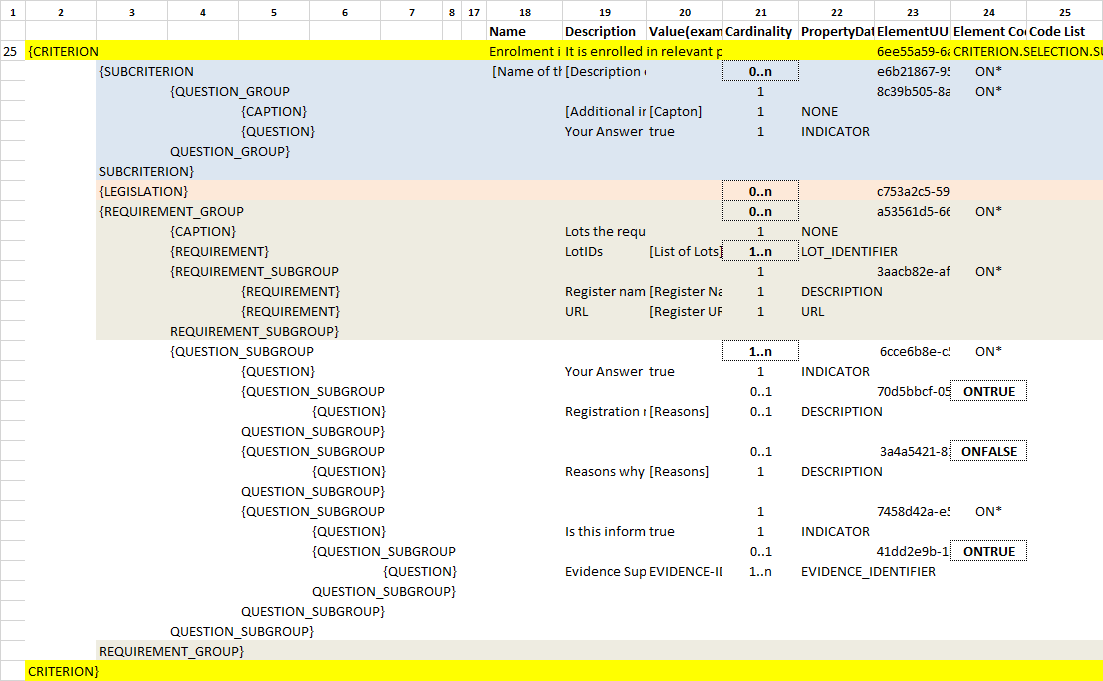 1 2 3 4 5 6 7 8 17 18 19 20 21 22 23 24 25
Name Description Value(exam Cardinality PropertyDat ElementUU Element Co Code List
25 {CRITERION Enrolment i It is enrolled in relevant p 6ee55a59-6a CRITERION.SELECTION.SU
{SUBCRITERION [Name of th [Description 0..n e6b21867-95 ON*
{QUESTION_GROUP 1 8c39b505-8a ON*
{CAPTION} [Additional in [Capton] 1 NONE
{QUESTION} Your Answer true 1 INDICATOR
QUESTION_GROUP}
SUBCRITERION}
{LEGISLATION} 0..n c753a2c5-59
{REQUIREMENT_GROUP 0..n a53561d5-66 ON*
{CAPTION} Lots the requ 1 NONE
{REQUIREMENT} LotIDs [List of Lots] 1..n LOT_IDENTIFIER
{REQUIREMENT_SUBGROUP 1 3aacb82e-af ON*
{REQUIREMENT} Register nam [Register Na 1 DESCRIPTION
{REQUIREMENT} URL [Register UR 1 URL
REQUIREMENT_SUBGROUP}
{QUESTION_SUBGROUP 1..n 6cce6b8e-c5 ON*
{QUESTION} Your Answer true 1 INDICATOR
{QUESTION_SUBGROUP 0..1 70d5bbcf-05 ONTRUE
{QUESTION} Registration [Reasons] 0..1 DESCRIPTION
QUESTION_SUBGROUP}
{QUESTION_SUBGROUP 0..1 3a4a5421-8 ONFALSE
{QUESTION} Reasons why [Reasons] 1 DESCRIPTION
QUESTION_SUBGROUP}
{QUESTION_SUBGROUP 1 7458d42a-e5 ON*
{QUESTION} Is this inform true 1 INDICATOR
{QUESTION_SUBGROUP 0..1 41dd2e9b-1 ONTRUE
{QUESTION} Evidence Sup EVIDENCE-ID 1..n EVIDENCE_IDENTIFIER
QUESTION_SUBGROUP}
QUESTION_SUBGROUP}
QUESTION_SUBGROUP}
REQUIREMENT_GROUP}
CRITERION}